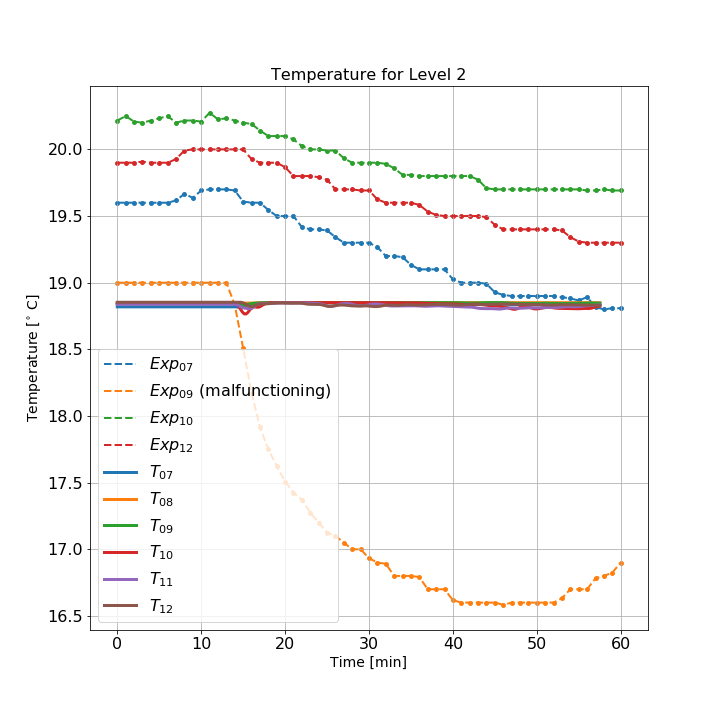 Temperature for Level 2
Temperature [° C]
20.0
19.5
19.0
18.5
18.0
17.5
17.0
16.5
Exp07
Exp09 (malfunctioning)
Exp10
Exp12
T07
T08
T09
T10
T11
T12
0 10 20 30 40 50 60
Time [min]